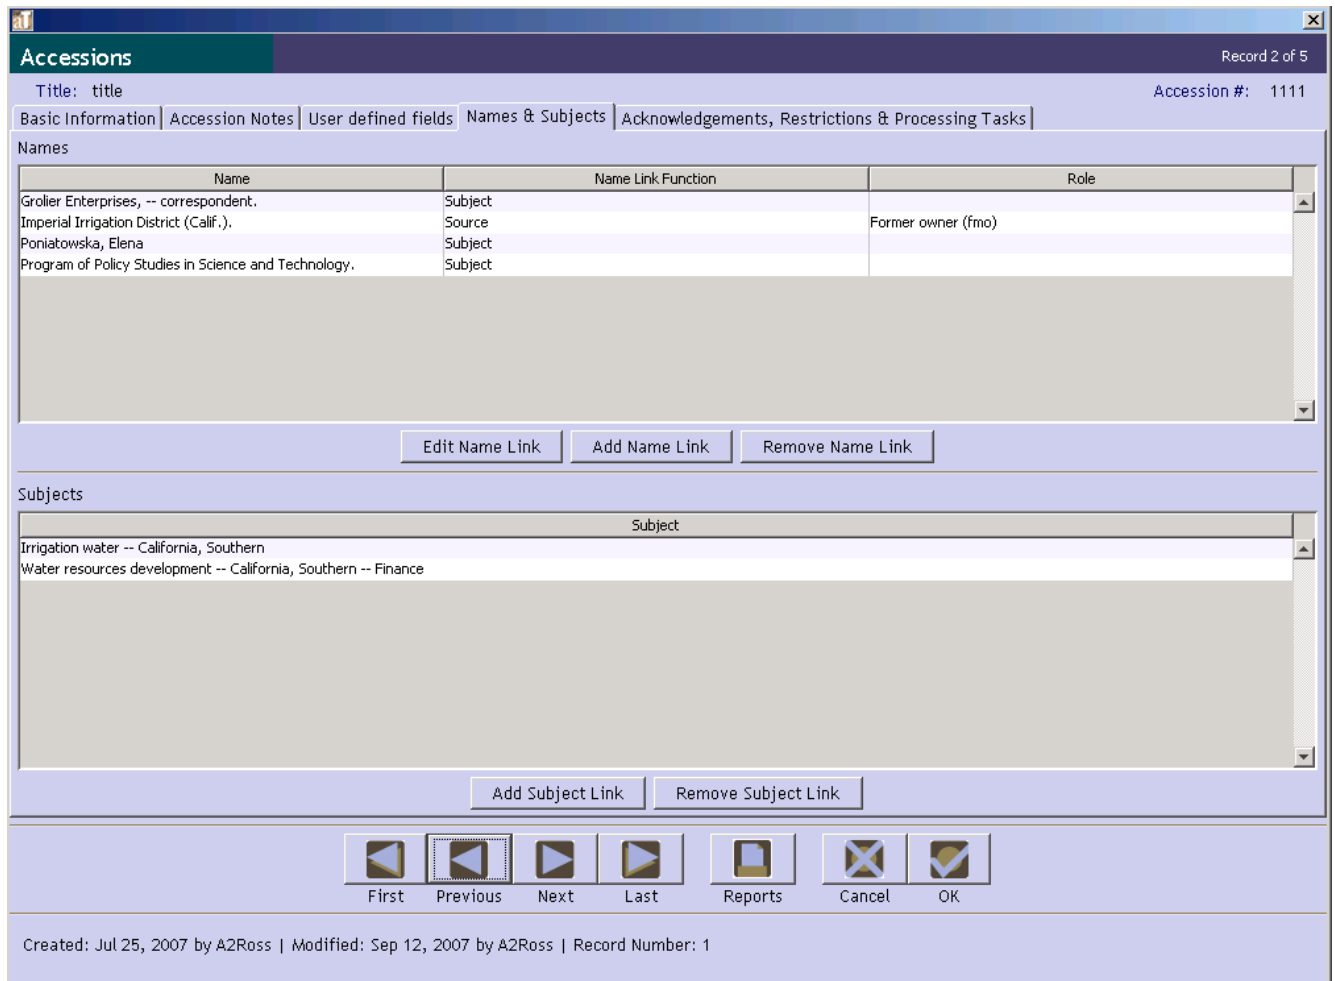 aT
Accessions
Record 2 of 5
Title: title
Accession #: 1111
Basic Information Accession Notes User defined fields Names & Subjects Acknowledgements, Restrictions & Processing Tasks
Names
Name Name Link Function Role
Grolier Enterprises, -- correspondent. Subject
Imperial Irrigation District (Calif.). Source Former owner (fmo)
Poniatowska, Elena Subject
Program of Policy Studies in Science and Technology. Subject
Edit Name Link Add Name Link Remove Name Link
Subjects
Subject
Irrigation water -- California, Southern
Water resources development -- California, Southern -- Finance
Add Subject Link Remove Subject Link
First Previous Next Last Reports Cancel OK
Created: Jul 25, 2007 by A2Ross | Modified: Sep 12, 2007 by A2Ross | Record Number: 1